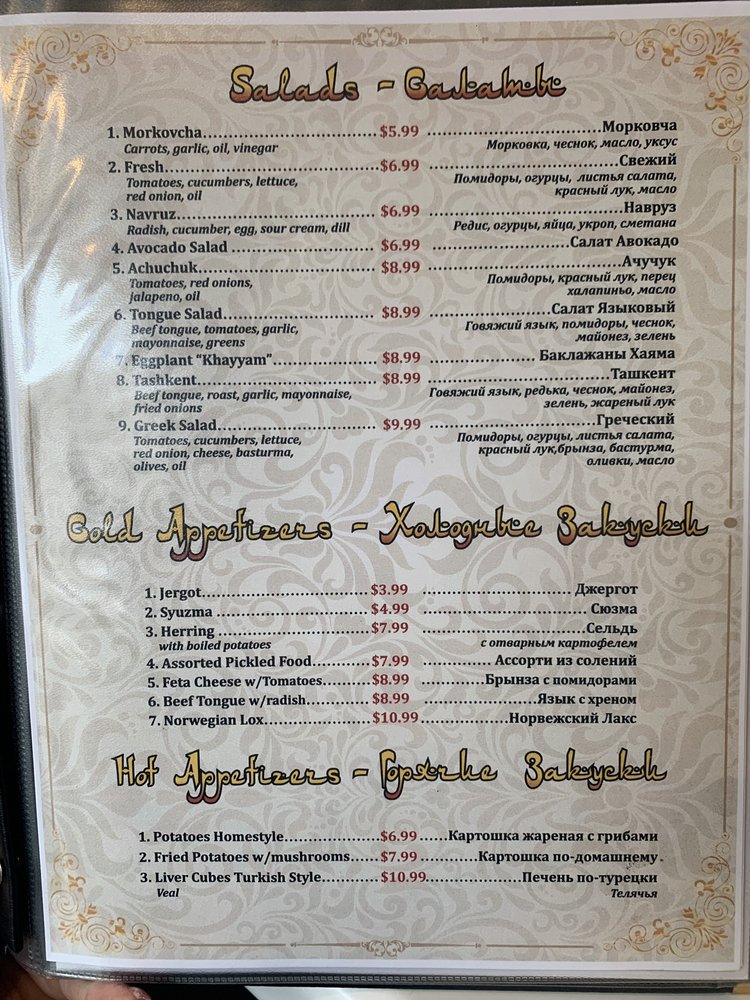 Salads - Салаты
1. Morkovcha................................$5.99 ................................Морковча
Carrots, garlic, oil, vinegar Морковка, чеснок, масло, уксус
2. Fresh.......................................$6.99 ...................................Свежий
Tomatoes, cucumbers, lettuce, Помидоры, огурцы, листья салата,
red onion, oil красный лук, масло
3. Navruz.....................................$6.99 ....................................Навруз
Radish, cucumber, egg, sour cream, dill Редис, огурцы, яйца, укроп, сметана
4. Avocado Salad ..........................$6.99 ..........................Салат Авокадо
5. Achuchuk................................$8.99 ...................................Ачучук
Tomatoes, red onions, Помидоры, красный лук, перец
jalapeno, oil халапиньо, масло
6. Tongue Salad............................$8.99 .......................Салат Языковый
Beef tongue, tomatoes, garlic, Говяжий язык, помидоры, чеснок,
mayonnaise, greens майонез, зелень
7. Eggplant “Khayyam”...................$8.99 ....................Баклажаны Хаяма
8. Tashkent.................................$8.99 .................................Ташкент
Beef tongue, roast, garlic, mayonnaise, Говяжий язык, редька, чеснок, майонез,
fried onions зелень, жареный лук
9. Greek Salad..............................$9.99 ...............................Греческий
Tomatoes, cucumbers, lettuce, Помидоры, огурцы, листья салата,
red onion, cheese, basturma, красный лук,брынза, бастурма,
olives, oil оливки, масло
Cold Appetizers - Холодные Закуски
1. Jergot...............................$3.99 ............................ Джергот
2. Syuzma ............................$4.99 ............................... Сюзма
3. Herring ............................$7.99 ..............................Сельдь
with boiled potatoes с отварным картофелем
4. Assorted Pickled Food...........$7.99 ............ Ассорти из солений
5. Feta Cheese w/Tomatoes.........$8.99 ...........Брынза с помидорами
6. Beef Tongue w/radish............$8.99 .....................Язык с хреном
7. Norwegian Lox.....................$10.99 ................Норвежский Лакс
Hot Appetizers - Горячие Закуски
1. Potatoes Homestyle.................$6.99 ......Картошка жареная с грибами
2. Fried Potatoes w/mushrooms......$7.99 ............Картошка по-домашнему.
3. Liver Cubes Turkish Style...........$10.99....................Печень по-турецки
Veal Телячья